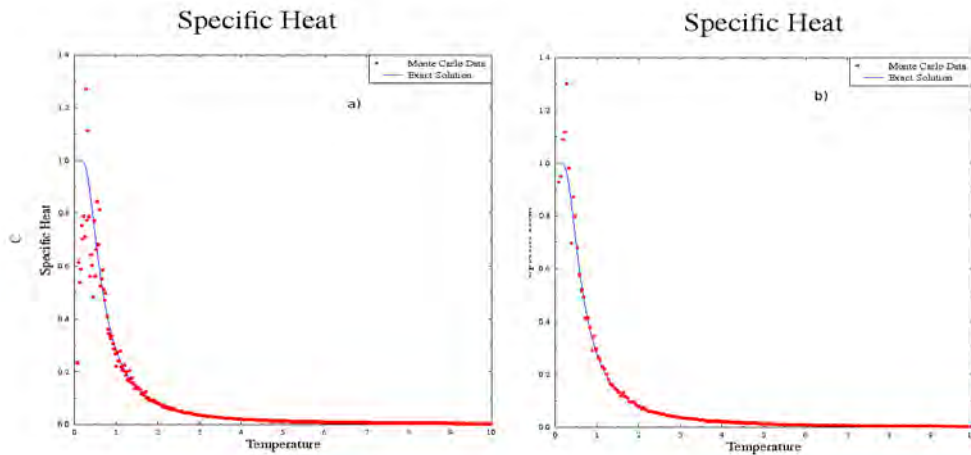 Specific Heat
Monte Carlo Data
Exact Solution
a)
1.4
1.2
1.0
0.8
0.6
0.4
0.2
0.0
C
Specific Heat
0 1 2 3 4 5 6 7 8 9 10
Temperature
Specific Heat
Monte Carlo Data
Exact Solution
b)
1.4
1.2
1.0
0.8
0.6
0.4
0.2
0.0
0 1 2 3 4 5 6 7 8 9
Temperature